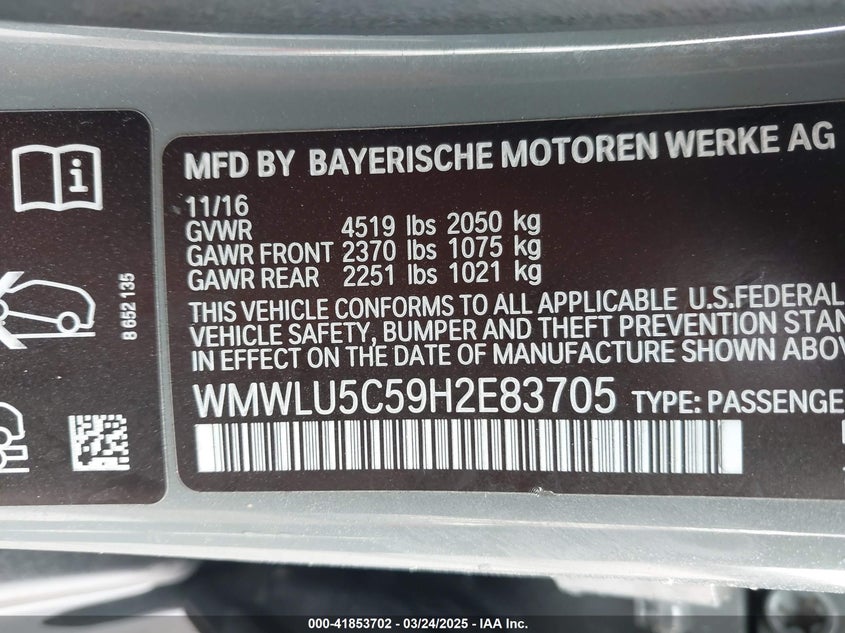 MFD BY BAYERISCHE MOTOREN WERKE AG
11/16
GVWR 4519 lbs 2050 kg
GAWR FRONT 2370 lbs 1075 kg
GAWR REAR 2251 lbs 1021 kg
THIS VEHICLE CONFORMS TO ALL APPLICABLE U.S.FEDERAL
VEHICLE SAFETY, BUMPER AND THEFT PREVENTION STAN
IN EFFECT ON THE DATE OF MANUFACTURE SHOWN ABOV
WMWLU5C59H2E83705 TYPE: PASSENGE
8 652 135
i
000-41853702 — 03/24/2025 — IAA Inc.